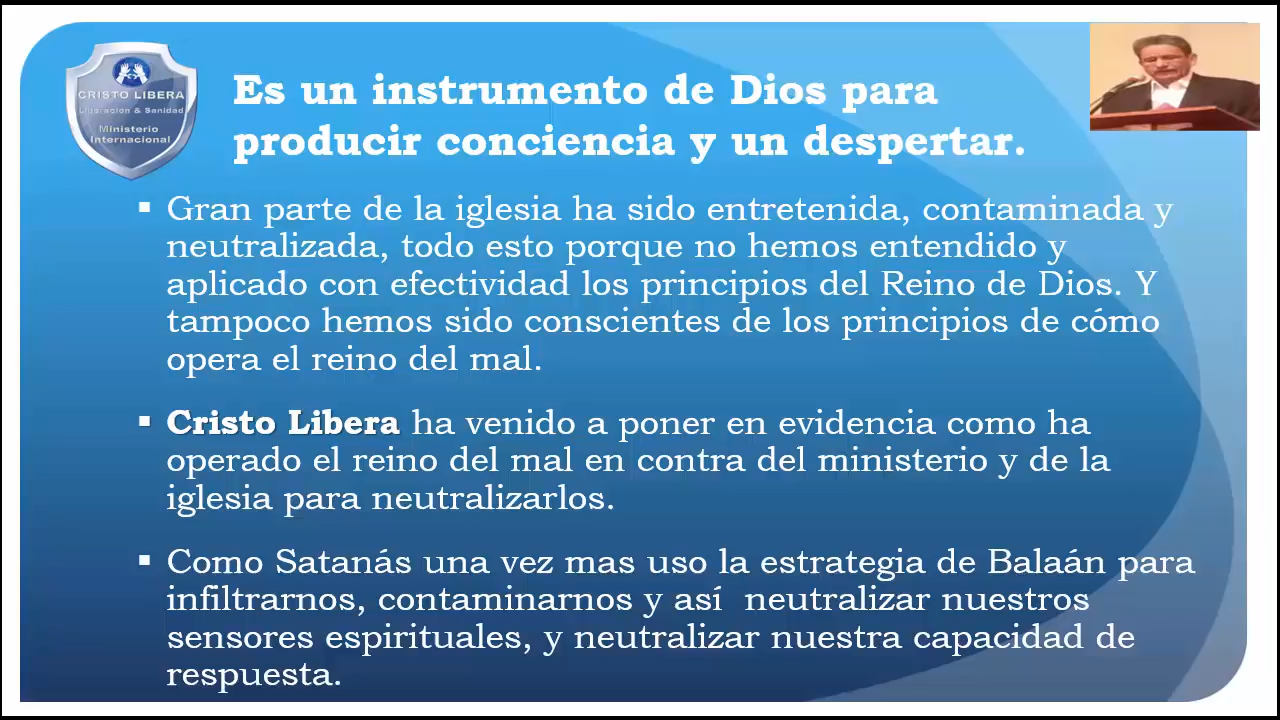 CRISTO LIBERA
Liberación & Sanidad
Ministerio
Internacional
Es un instrumento de Dios para
producir conciencia y un despertar.
▪ Gran parte de la iglesia ha sido entretenida, contaminada y
neutralizada, todo esto porque no hemos entendido y
aplicado con efectividad los principios del Reino de Dios. Y
tampoco hemos sido conscientes de los principios de cómo
opera el reino del mal.
▪ Cristo Libera ha venido a poner en evidencia como ha
operado el reino del mal en contra del ministerio y de la
iglesia para neutralizarlos.
▪ Como Satanás una vez mas uso la estrategia de Balaán para
infiltrarnos, contaminarnos y así  neutralizar nuestros
sensores espirituales, y neutralizar nuestra capacidad de
respuesta.